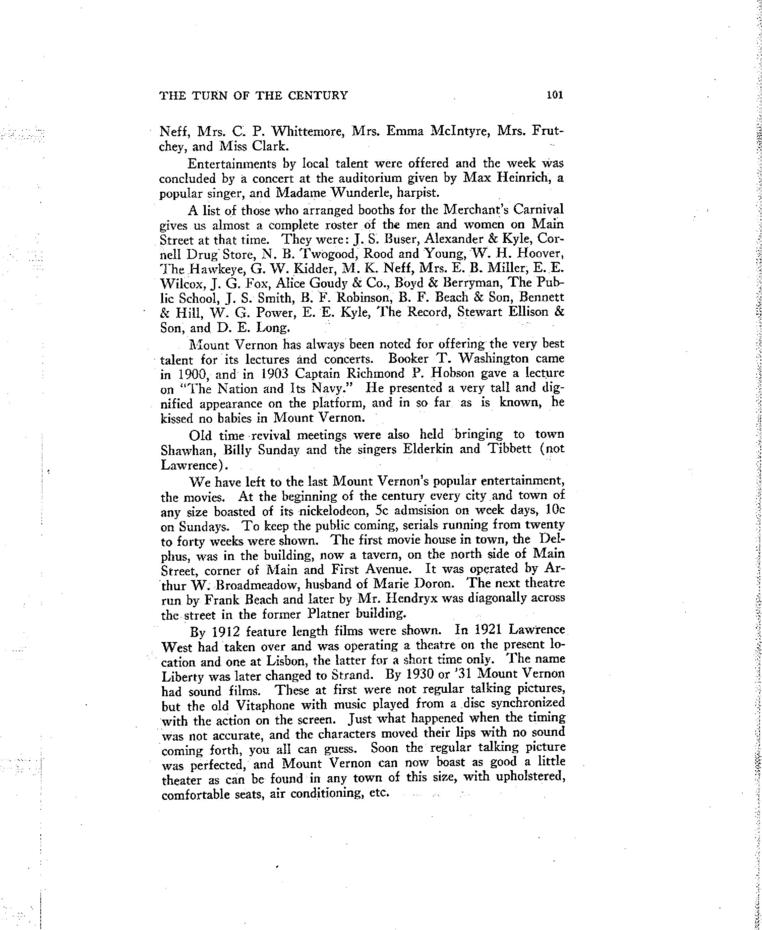 THE TURN OF THE CENTURY 101
Neff, Mrs. C. P. Whittemore, Mrs. Emma McIntyre, Mrs. Frut-
chey, and Miss Clark.
Entertainments by local talent were offered and the week was
concluded by a concert at the auditorium given by Max Heinrich, a
popular singer, and Madame Wunderle, harpist.
A list of those who arranged booths for the Merchant's Carnival
gives us almost a complete roster of the men and women on Main
Street at that time. They were: J. S. Buser, Alexander & Kyle, Cor-
nell Drug Store, N. B. Twogood, Rood and Young, W. H. Hoover,
The Hawkeye, G. W. Kidder, M. K. Neff, Mrs. E. B. Miller, E. E.
Wilcox, J. G. Fox, Alice Goudy & Co., Boyd & Berryman, The Pub-
lic School, J. S. Smith, B. F. Robinson, B. F. Beach & Son, Bennett
& Hill, W. G. Power, E. E. Kyle, The Record, Stewart Ellison &
Son, and D. E. Long.
Mount Vernon has always been noted for offering the very best
talent for its lectures and concerts. Booker T. Washington came
in 1900, and in 1903 Captain Richmond P. Hobson gave a lecture
on "The Nation and Its Navy." He presented a very tall and dig-
nified appearance on the platform, and in so far as is known, he
kissed no babies in Mount Vernon.
Old time revival meetings were also held bringing to town
Shawhan, Billy Sunday and the singers Elderkin and Tibbett (not
Lawrence).
We have left to the last Mount Vernon's popular entertainment,
the movies. At the beginning of the century every city and town of
any size boasted of its nickelodeon, 5c admsision on week days, 10c
on Sundays. To keep the public coming, serials running from twenty
to forty weeks were shown. The first movie house in town, the Del-
phus, was in the building, now a tavern, on the north side of Main
Street, corner of Main and First Avenue. It was operated by Ar-
thur W. Broadmeadow, husband of Marie Doron. The next theatre
run by Frank Beach and later by Mr. Hendryx was diagonally across
the street in the former Platner building.
By 1912 feature length films were shown. In 1921 Lawrence
West had taken over and was operating a theatre on the present lo-
cation and one at Lisbon, the latter for a short time only. The name
Liberty was later changed to Strand. By 1930 or '31 Mount Vernon
had sound films. These at first were not regular talking pictures,
but the old Vitaphone with music played from a disc synchronized
with the action on the screen. Just what happened when the timing
was not accurate, and the characters moved their lips with no sound
coming forth, you all can guess. Soon the regular talking picture
was perfected, and Mount Vernon can now boast as good a little
theater as can be found in any town of this size, with upholstered,
comfortable seats, air conditioning, etc.